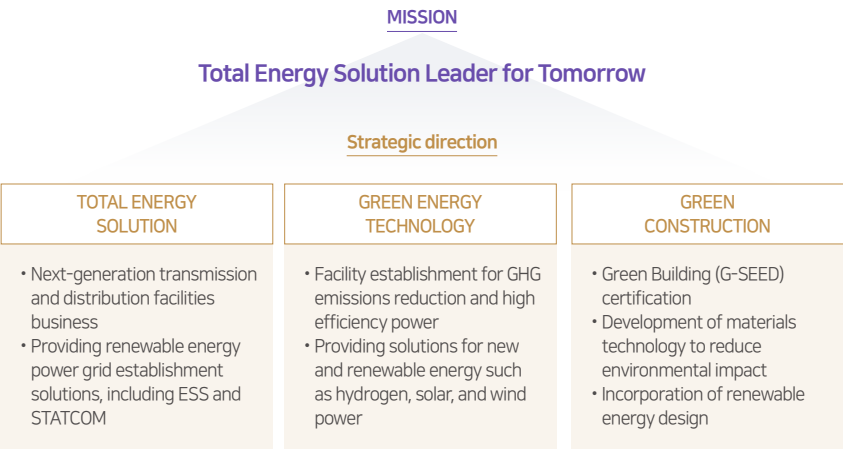 MISSION
Total Energy Solution Leader for Tomorrow
Strategic direction
TOTAL ENERGY
SOLUTION
• Next-generation transmission
and distribution facilities
business
• Providing renewable energy
power grid establishment
solutions, including ESS and
STATCOM
GREEN ENERGY
TECHNOLOGY
• Facility establishment for GHG
emissions reduction and high
efficiency power
• Providing solutions for new
and renewable energy such
as hydrogen, solar, and wind
power
GREEN
CONSTRUCTION
• Green Building (G-SEED)
certification
• Development of materials
technology to reduce
environmental impact
• Incorporation of renewable
energy design